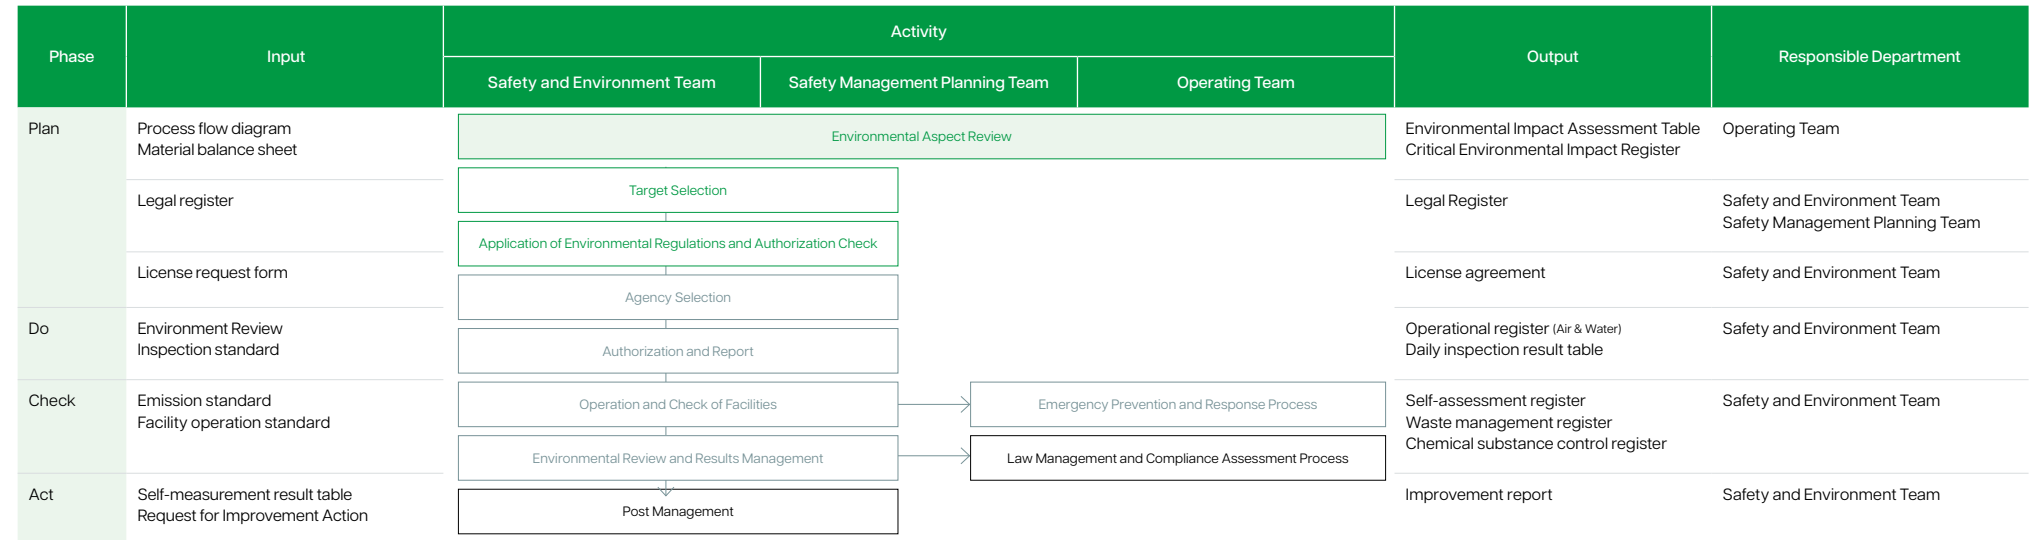 Phase
Input
Activity
Safety and Environment Team
Safety Management Planning Team
Operating Team
Output
Responsible Department
Plan
Process flow diagram
Material balance sheet
Environmental Aspect Review
Environmental Impact Assessment Table
Critical Environmental Impact Register
Operating Team
Target Selection
Legal register
Legal Register
Safety and Environment Team
Safety Management Planning Team
Application of Environmental Regulations and Authorization Check
License request form
License agreement
Safety and Environment Team
Agency Selection
Do
Environment Review
Inspection standard
Authorization and Report
Operational register (Air & Water)
Daily inspection result table
Safety and Environment Team
Check
Emission standard
Facility operation standard
Operation and Check of Facilities
Emergency Prevention and Response Process
Self-assessment register
Waste management register
Chemical substance control register
Safety and Environment Team
Environmental Review and Results Management
Law Management and Compliance Assessment Process
Act
Self-measurement result table
Request for Improvement Action
Post Management
Improvement report
Safety and Environment Team